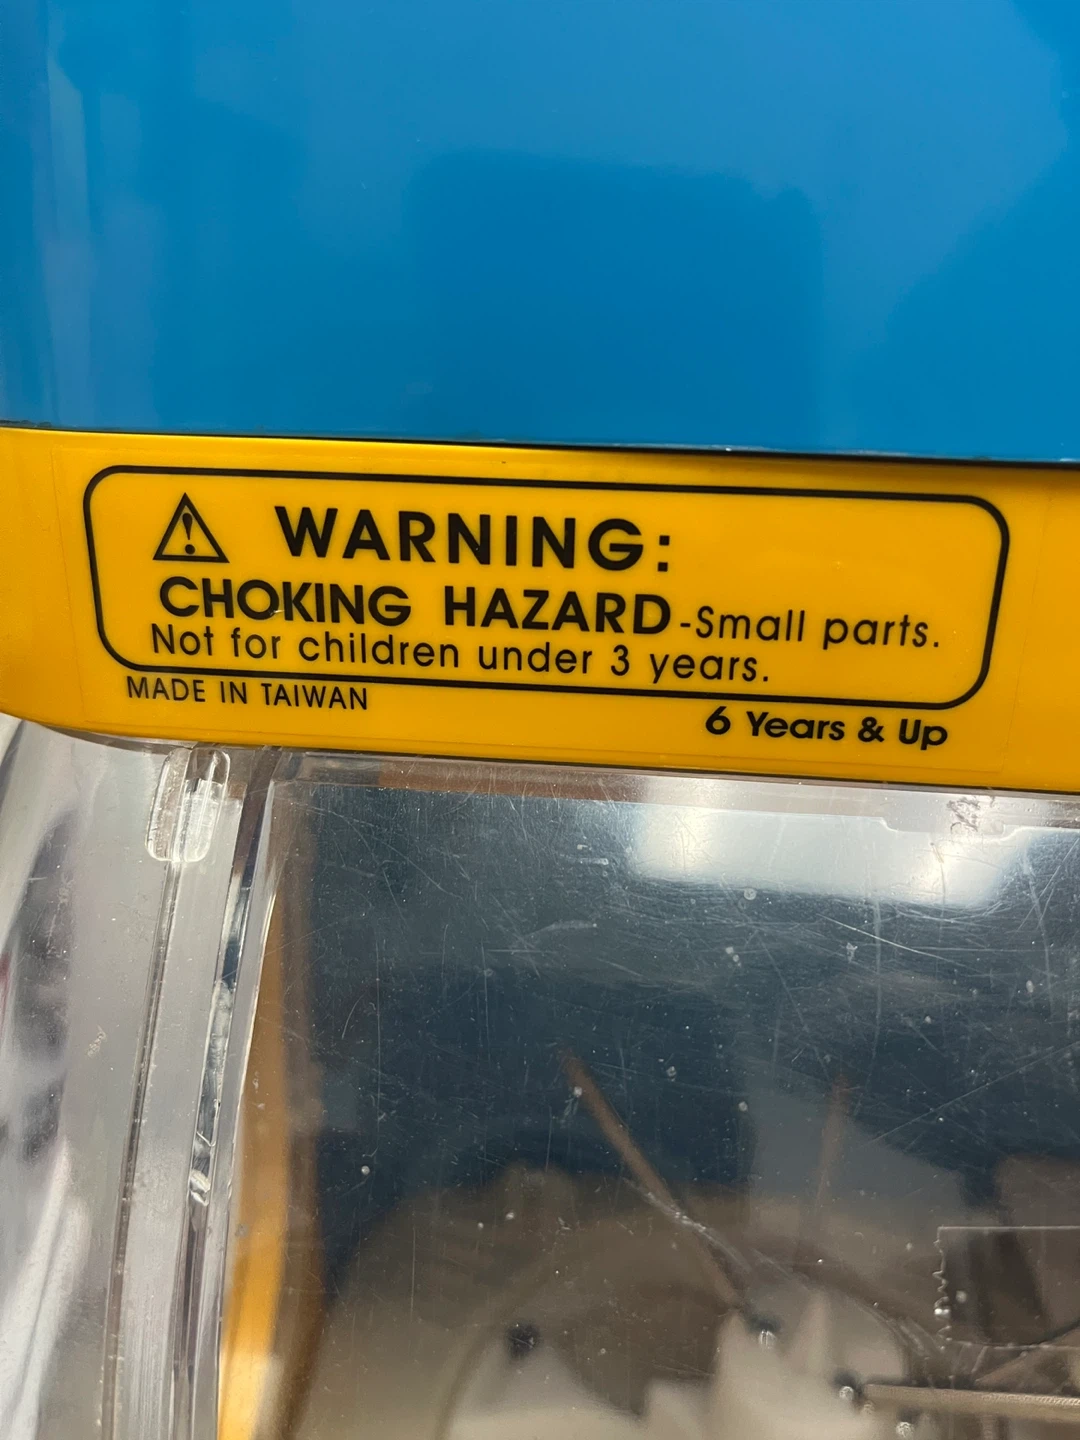 WARNING:
CHOKING HAZARD-Small parts.
Not for children under 3 years.
MADE IN TAIWAN
6 Years & Up